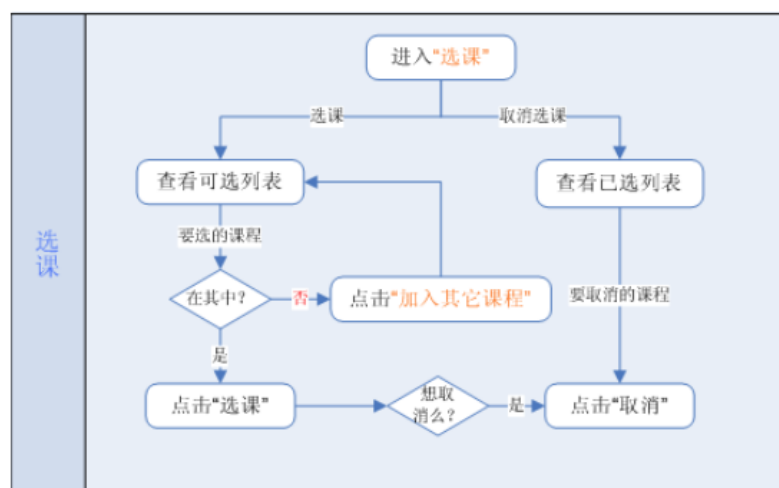 进入“选课”
选课
取消选课
查看可选列表
查看已选列表
选
课
要选的课程
在其中？
否
点击“加入其它课程”
要取消的课程
是
点击“选课”
想取
消么？
是
点击“取消”